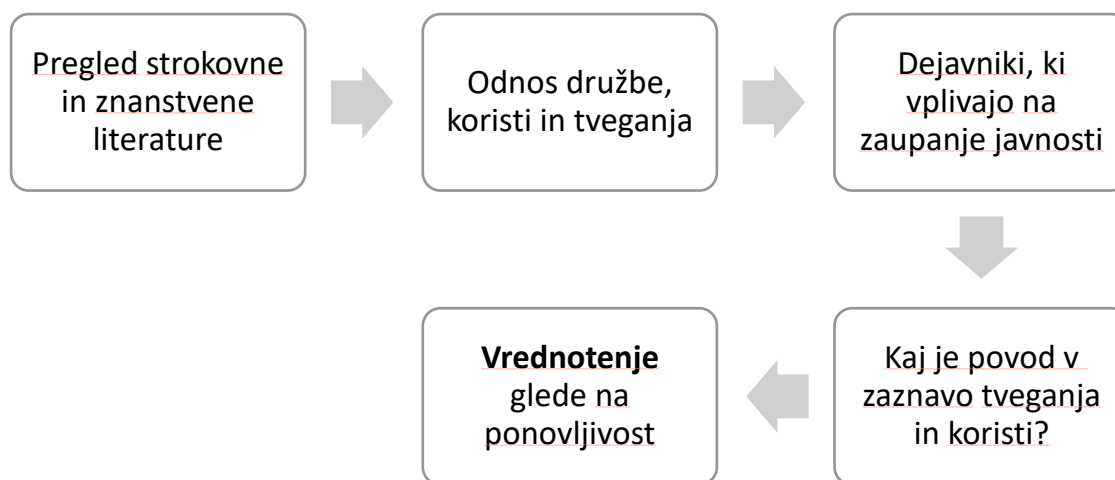 Pregled strokovne
in znanstvene
literature
Odnos družbe,
koristi in tveganja
Dejavniki, ki
vplivajo na
zaupanje javnosti
Kaj je povod v
zaznavo tveganja
in koristi?
Vrednotenje
glede na
ponovljivost